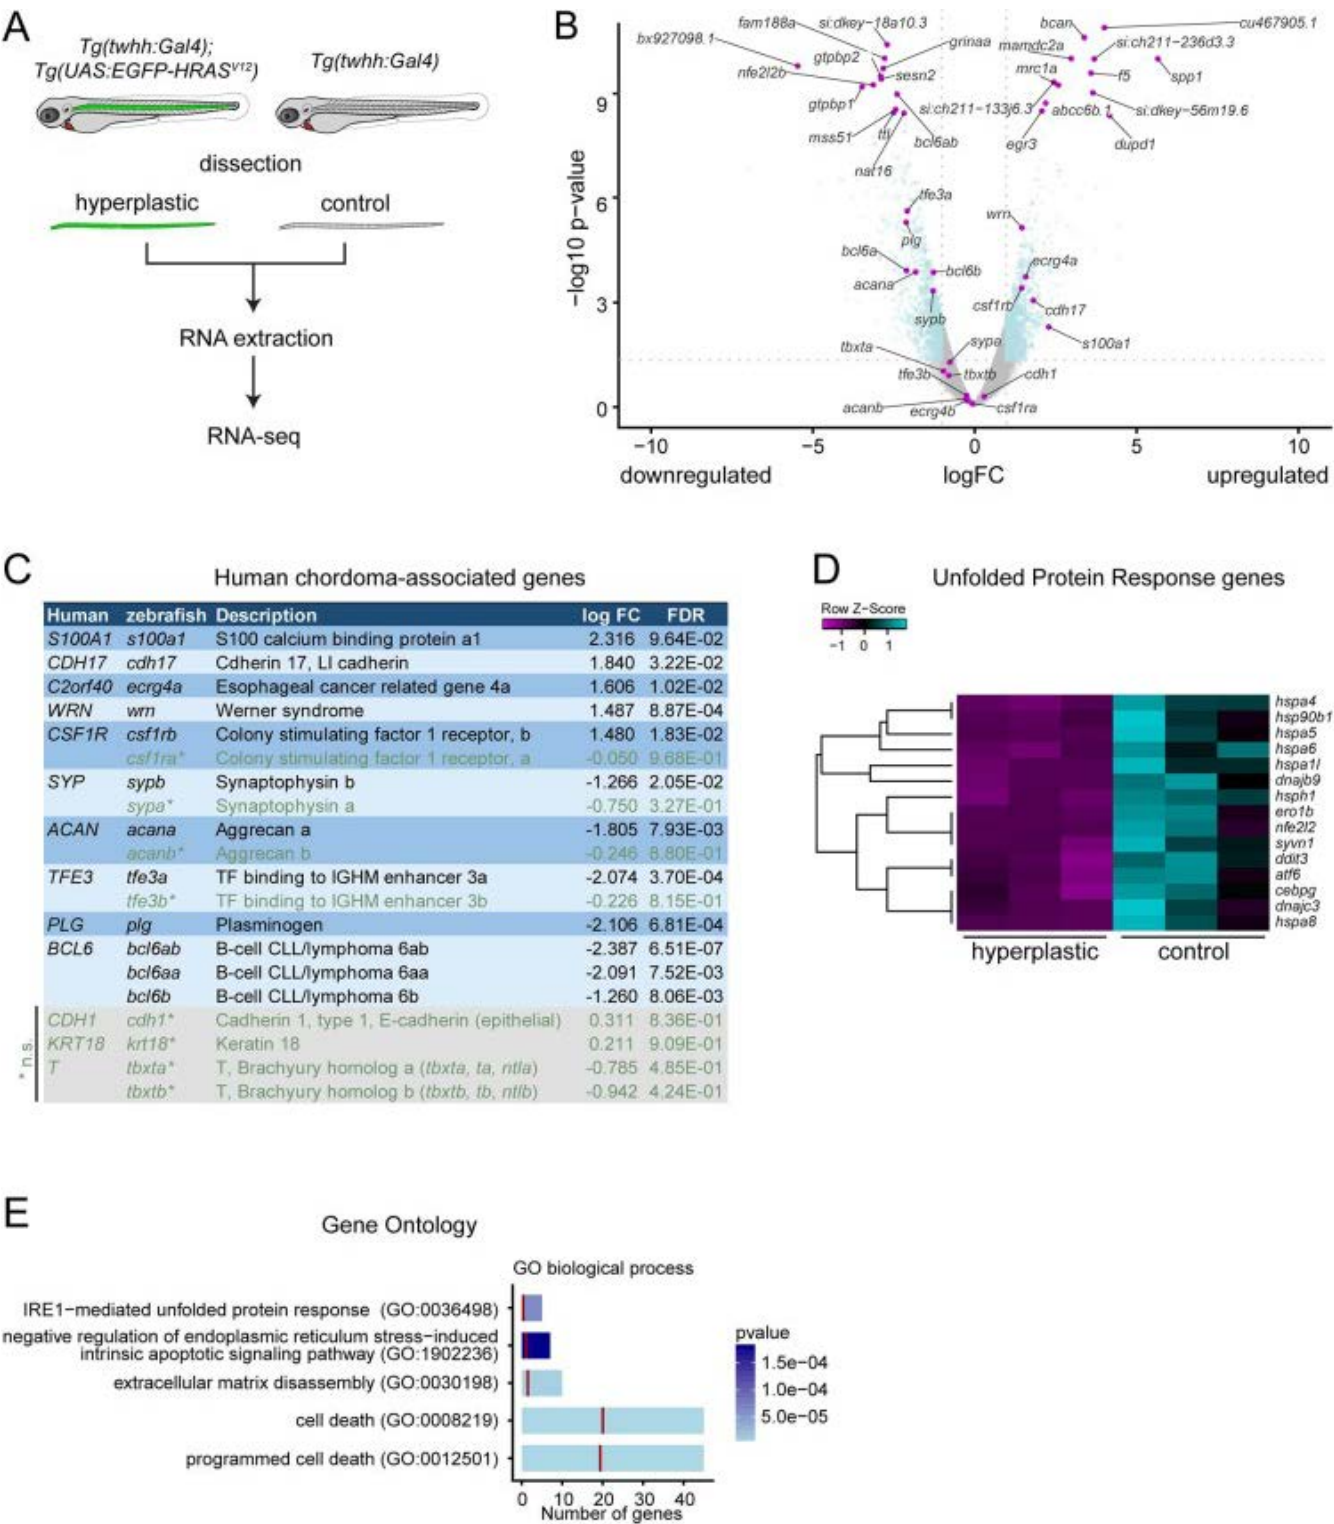 A
Tg(twhh:Gal4);
Tg(UAS:EGFP-HRASV12)
Tg(twhh:Gal4)
dissection
hyperplastic
control
RNA extraction
RNA-seq
B
−log10 p−value
9
6
3
0
−10
−5
0
5
10
downregulated
logFC
upregulated
fam188a
si:dkey−18a10.3
bx927098.1
gtpbp2
grinaa
nfe2l2b
sesn2
gtpbp1
mss51
ttl
bcl6ab
nat16
bcan
cu467905.1
mamdc2a
si:ch211−236d3.3
mrc1a
f5
spp1
si:ch211−133j6.3
abcc6b.1
si:dkey−56m19.6
egr3
dupd1
tfe3a
plg
wrn
bcl6a
bcl6b
acana
ecrg4a
csf1rb
cdh17
sypb
s100a1
tbxta
sypa
tfe3b
tbxtb
cdh1
acanb
ecrg4b
csf1ra
C
Human chordoma−associated genes
Human zebrafish Description log FC FDR
S100A1 s100a1 S100 calcium binding protein a1 2.316 9.64E-02
CDH17 cdh17 Cdherin 17, LI cadherin 1.840 3.22E-02
C2orf40 ecrg4a Esophageal cancer related gene 4a 1.606 1.02E-02
WRN wrn Werner syndrome 1.487 8.87E-04
CSF1R csf1rb Colony stimulating factor 1 receptor, b 1.480 1.83E-02
csf1ra* Colony stimulating factor 1 receptor, a -0.050 9.68E-01
SYP sypb Synaptophysin b -1.266 2.05E-02
sypa* Synaptophysin a -0.750 3.27E-01
ACAN acana Aggrecan a -1.805 7.93E-03
acanb* Aggrecan b -0.246 8.80E-01
TFE3 tfe3a TF binding to IGHM enhancer 3a -2.074 3.70E-04
tfe3b* TF binding to IGHM enhancer 3b -0.226 8.15E-01
PLG plg Plasminogen -2.106 6.81E-04
BCL6 bcl6ab B-cell CLL/lymphoma 6ab -2.387 6.51E-07
bcl6aa B-cell CLL/lymphoma 6aa -2.091 7.52E-03
bcl6b B-cell CLL/lymphoma 6b -1.260 8.06E-03
CDH1 cdh1* Cadherin 1, type 1, E-cadherin (epithelial) 0.311 8.36E-01
KRT18 krt18* Keratin 18 0.211 9.09E-01
T tbxta* T, Brachyury homolog a (tbxta, ta, ntla) -0.785 4.85E-01
tbxtb* T, Brachyury homolog b (tbxtb, tb, ntlb) -0.942 4.24E-01
* n.s.
D
Unfolded Protein Response genes
Row Z−Score
−1 0 1
hspa4
hsp90b1
hspa5
hspa6
hspa1l
dnajb9
hsph1
ero1b
nfe2l2
syvn1
ddit3
atf6
cebpg
dnajc3
hspa8
hyperplastic
control
E
Gene Ontology
GO biological process
IRE1−mediated unfolded protein response (GO:0036498)
negative regulation of endoplasmic reticulum stress−induced
intrinsic apoptotic signaling pathway (GO:1902236)
extracellular matrix disassembly (GO:0030198)
cell death (GO:0008219)
programmed cell death (GO:0012501)
0 10 20 30 40
Number of genes
pvalue
1.5e−04
1.0e−04
5.0e−05